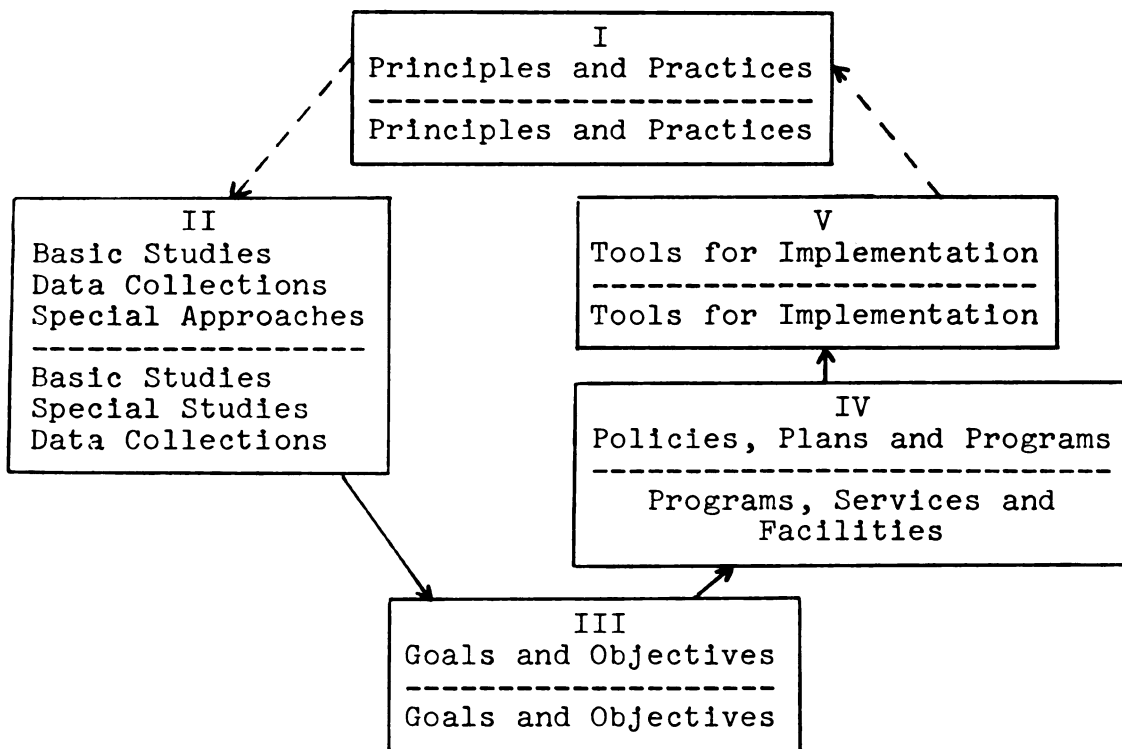 I
Principles and Practices
Principles and Practices
II
Basic Studies
Data Collections
Special Approaches
Basic Studies
Special Studies
Data Collections
III
Goals and Objectives
Goals and Objectives
IV
Policies, Plans and Programs
Programs, Services and
Facilities
V
Tools for Implementation
Tools for Implementation